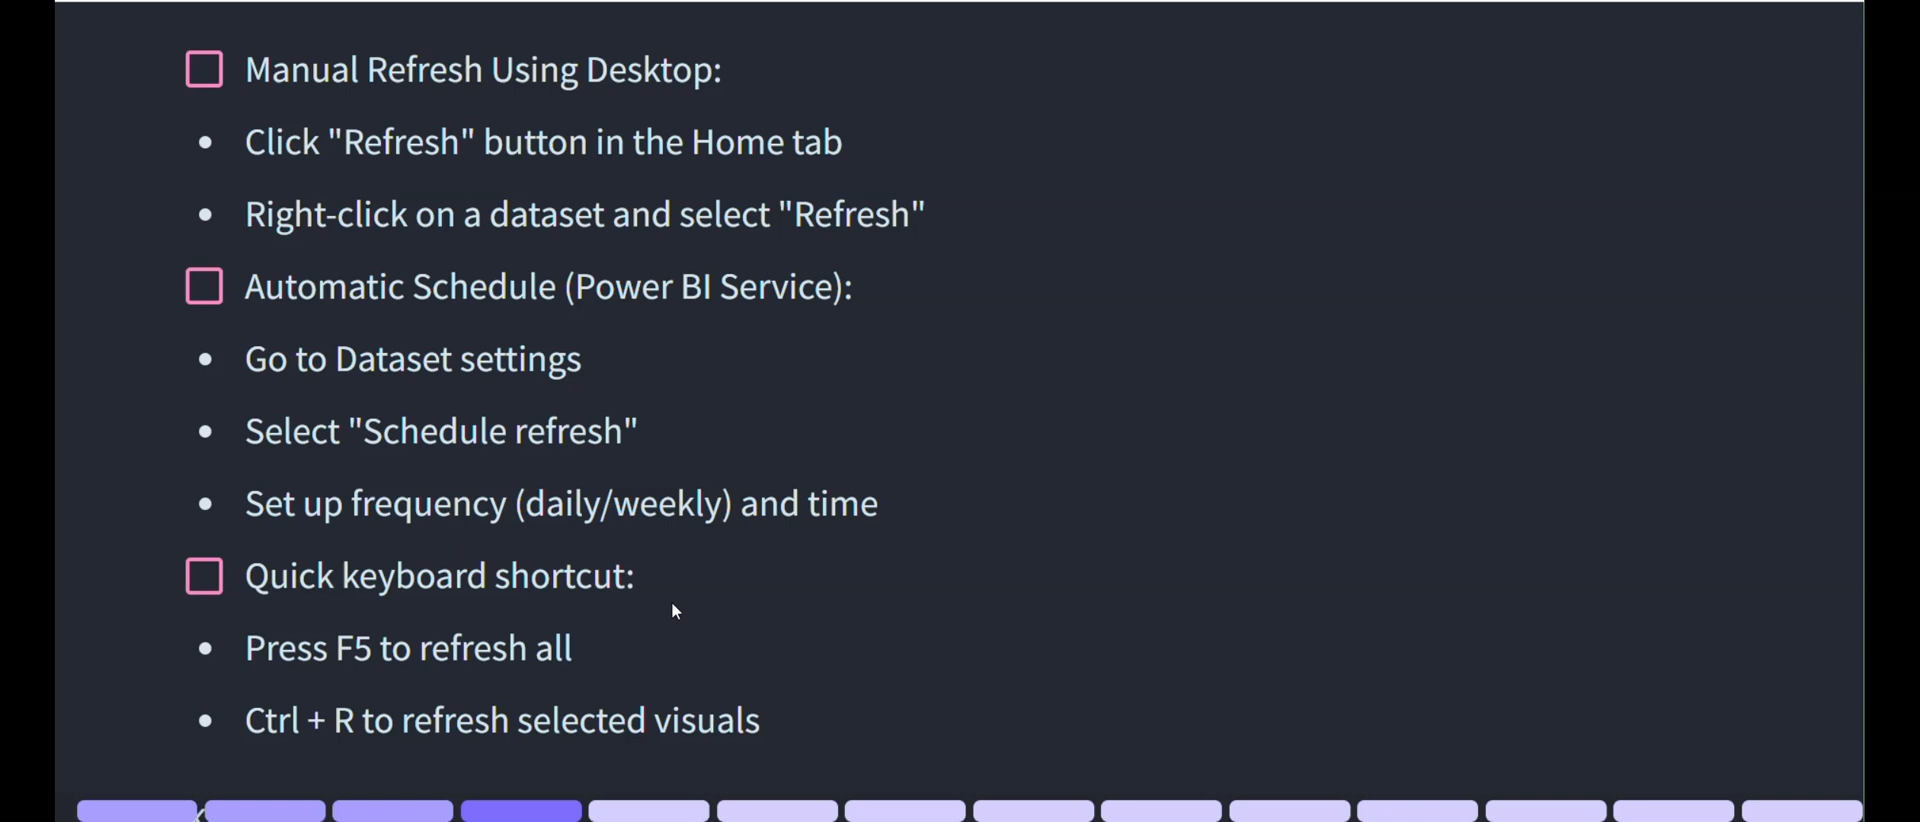 Manual Refresh Using Desktop:
Click "Refresh" button in the Home tab
Right-click on a dataset and select "Refresh"
Automatic Schedule (Power BI Service):
Go to Dataset settings
Select "Schedule refresh"
Set up frequency (daily/weekly) and time
Quick keyboard shortcut:
Press F5 to refresh all
Ctrl + R to refresh selected visuals